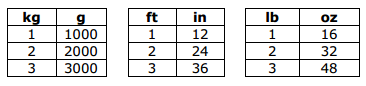 kg g ft in lb oz
1 1000 1 12 1 16
2 2000 2 24 2 32
3 3000 3 36 3 48